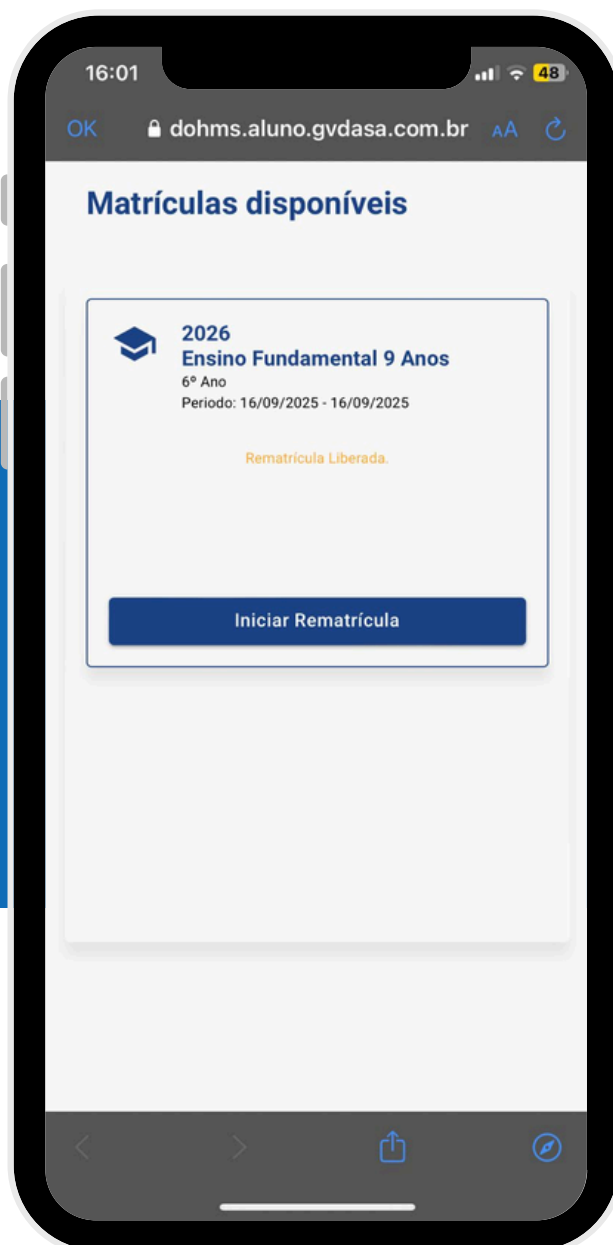 16:01
48
OK
dohms.aluno.gvdasa.com.br
AA
Matrículas disponíveis
2026
Ensino Fundamental 9 Anos
6º Ano
Periodo: 16/09/2025 - 16/09/2025
Rematrícula Liberada.
Iniciar Rematrícula